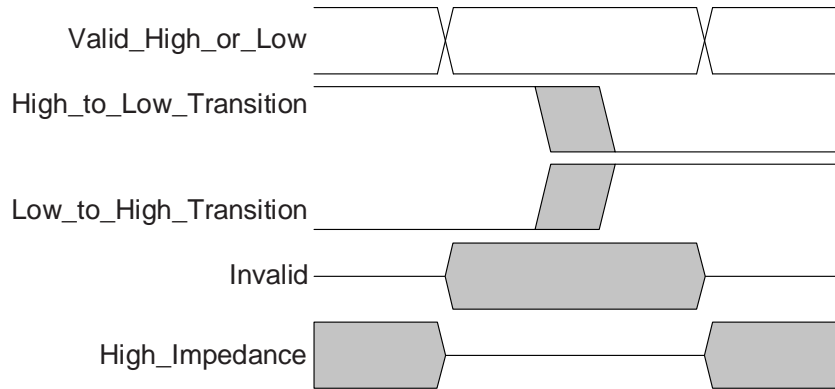 Valid_High_or_Low
High_to_Low_Transition
Low_to_High_Transition
Invalid
High_Impedance